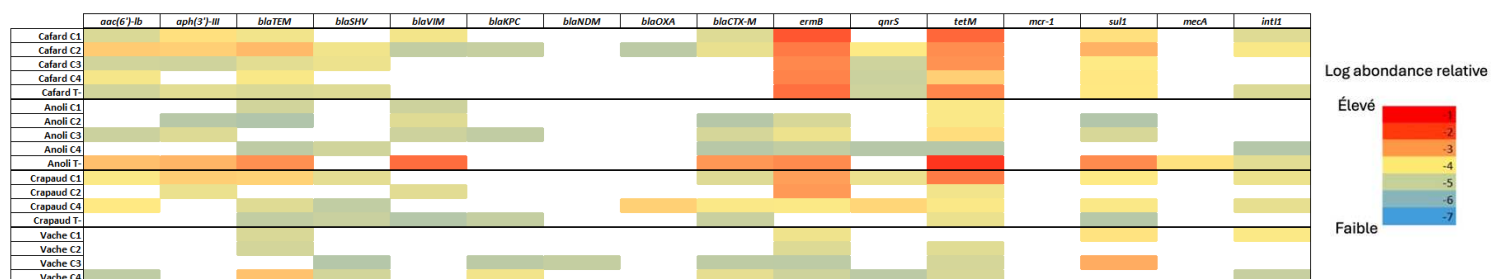 aac(6')-Ib aph(3')-III blaTEM blaSHV blaVIM blaKPC blaNDM blaOXA blaCTX-M ermB qnrS tetM mcr-1 sul1 mecA intI1
Cafard C1
Cafard C2
Cafard C3
Cafard C4
Cafard T-
Anoli C1
Anoli C2
Anoli C3
Anoli C4
Anoli T-
Crapaud C1
Crapaud C2
Crapaud C4
Crapaud T-
Vache C1
Vache C2
Vache C3
Vache C4
Log abondance relative
Élevé
-1
-2
-3
-4
-5
-6
-7
Faible